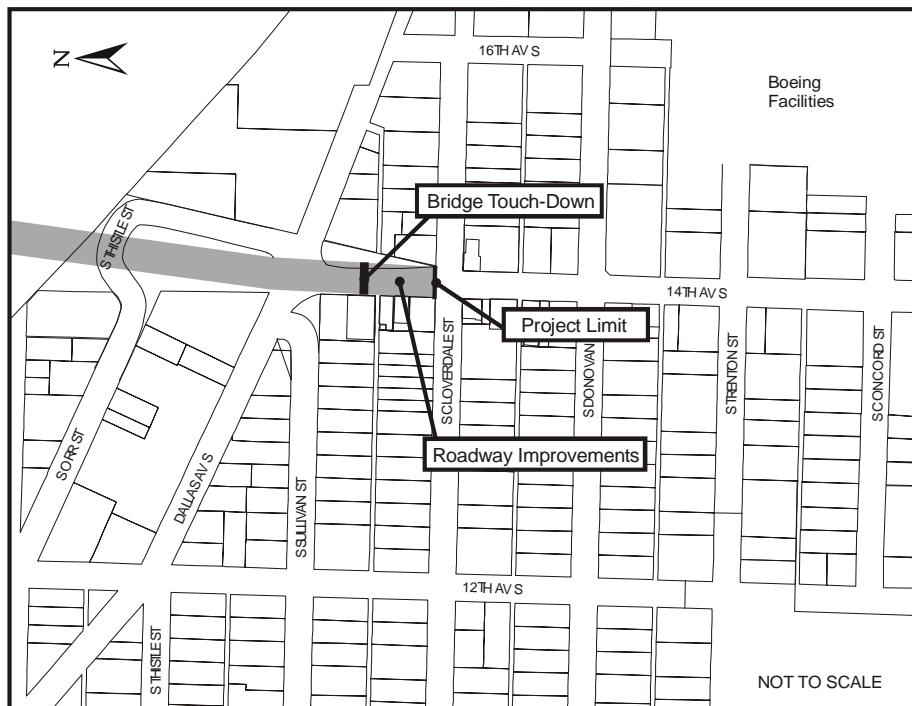 16TH AV S
N
Boeing
Facilities
Bridge Touch-Down
S THISTLE ST
14TH AV S
Project Limit
S CLOVERDALE ST
S DONOVAN
S TRENTON ST
S CONCORD ST
Roadway Improvements
S ORR ST
DALLAS AV S
S SULLIVAN ST
12TH AV S
S THISTLE ST
NOT TO SCALE